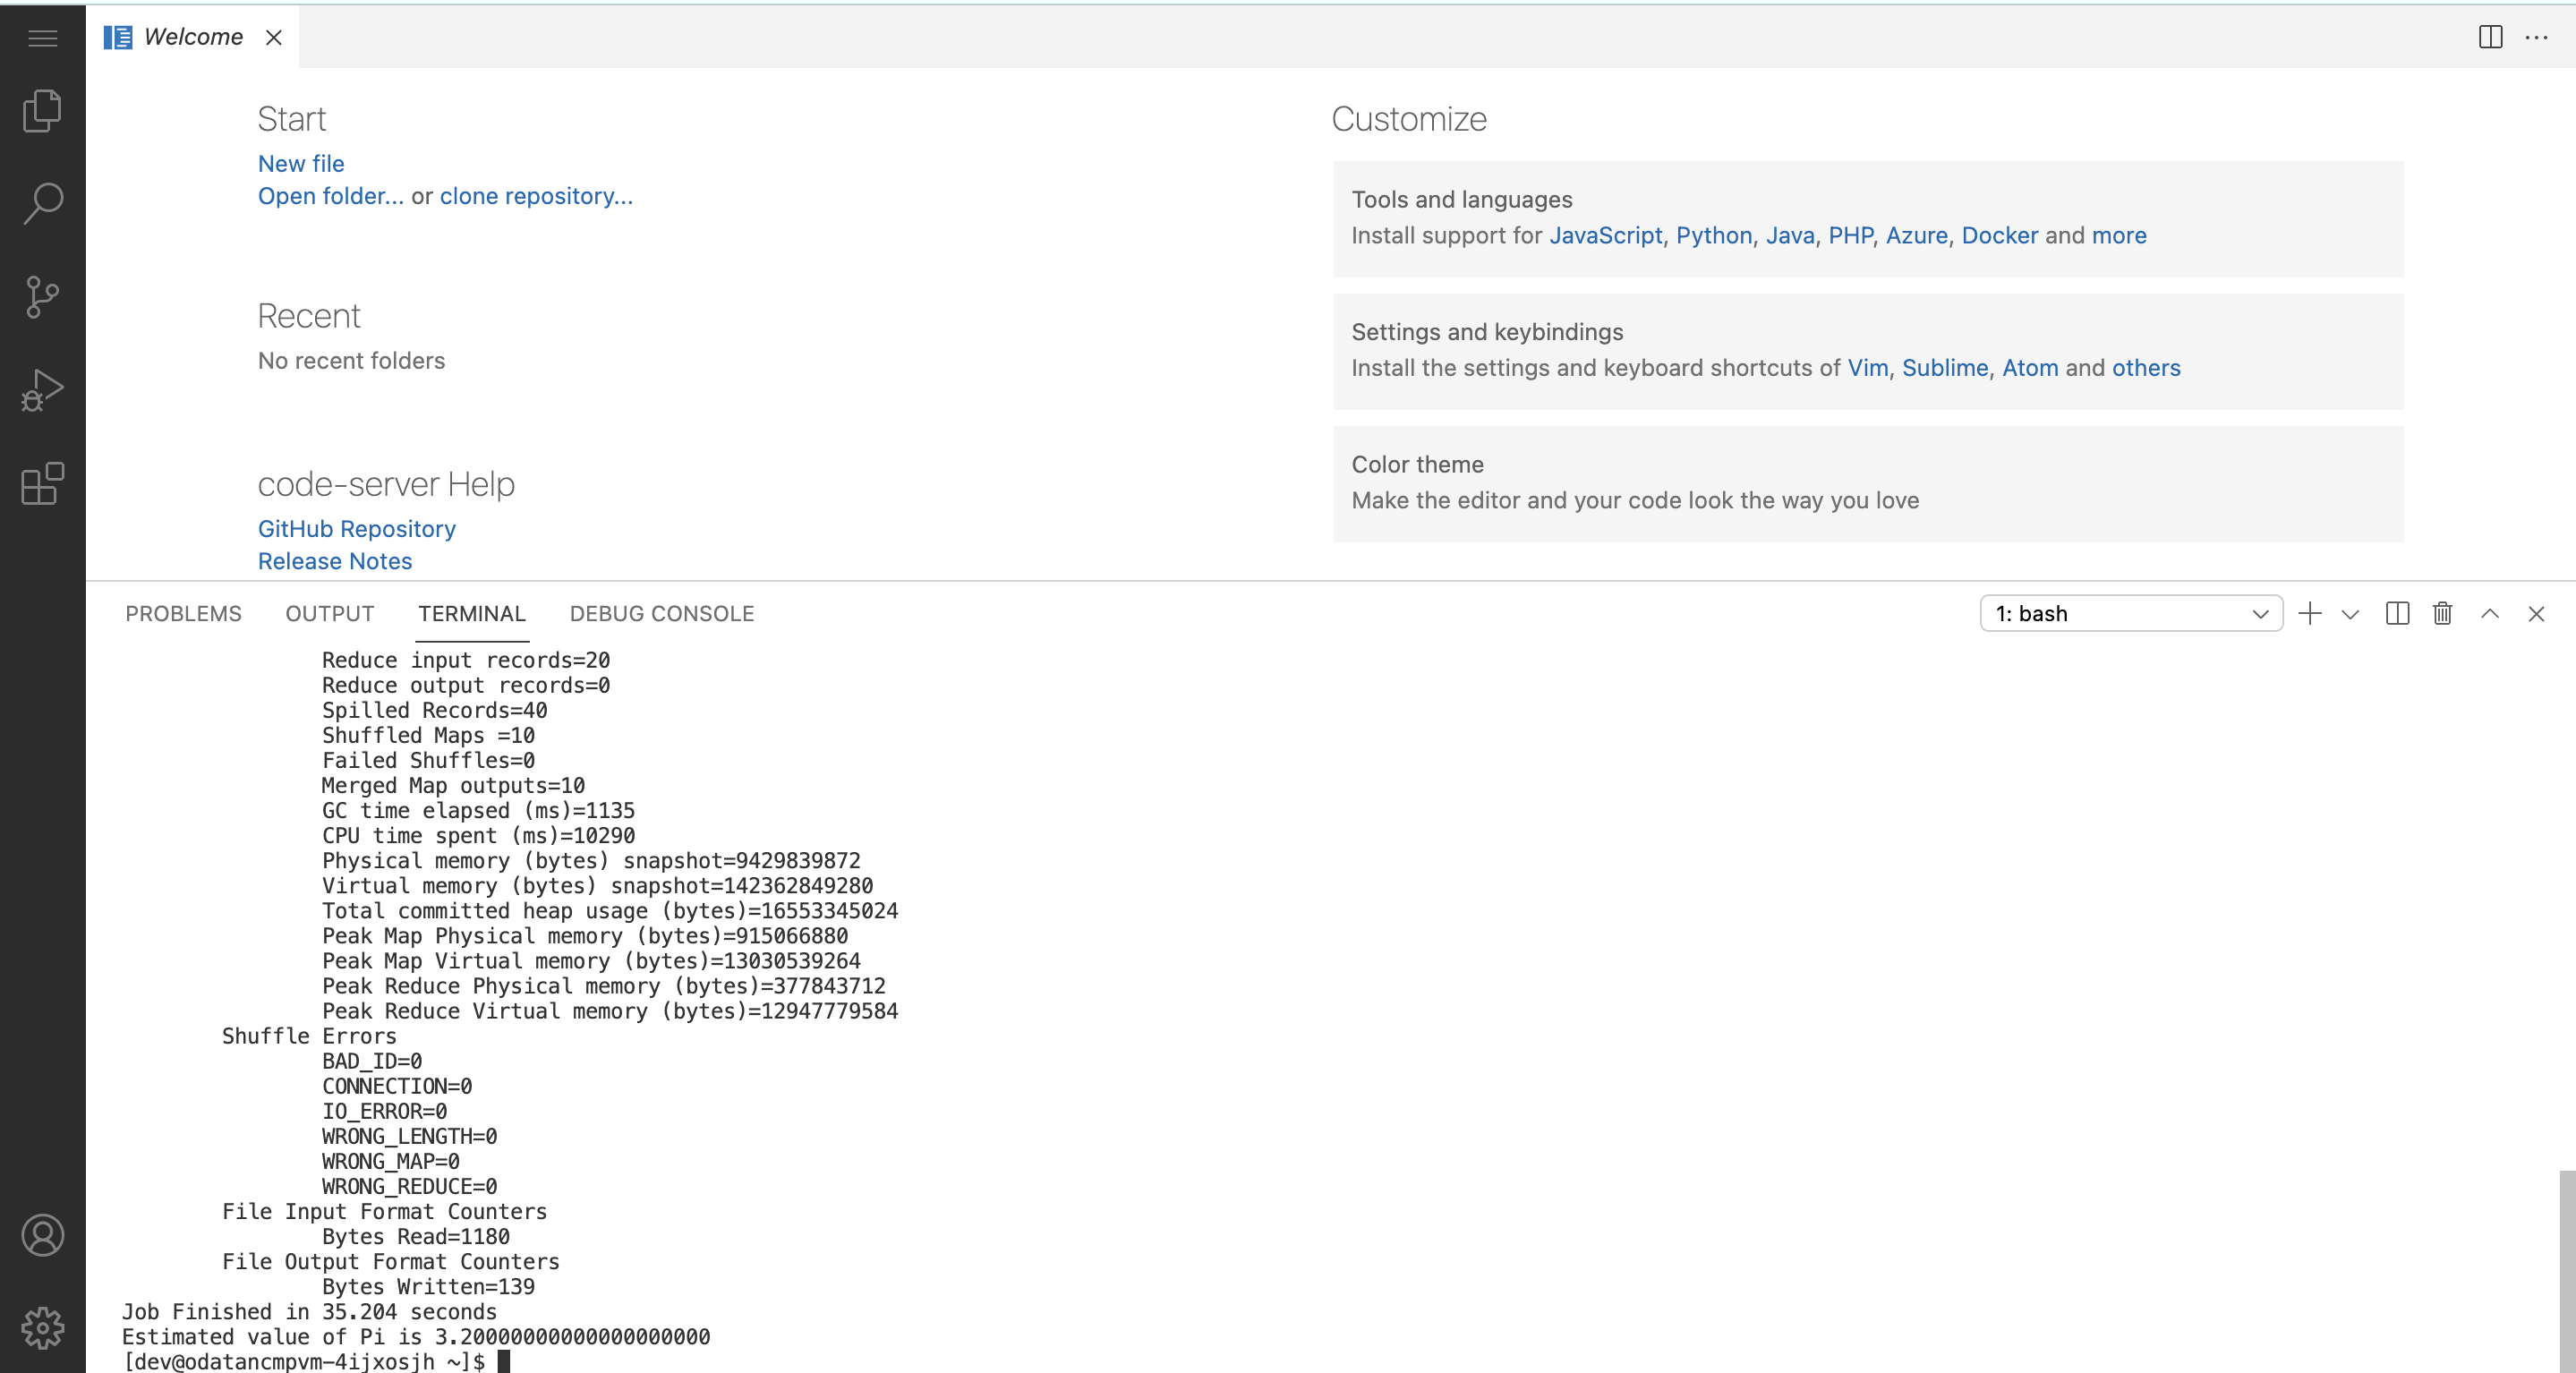 Welcome
Start
New file
Open folder... or clone repository...
Recent
No recent folders
code-server Help
GitHub Repository
Release Notes
Customize
Tools and languages
Install support for JavaScript, Python, Java, PHP, Azure, Docker and more
Settings and keybindings
Install the settings and keyboard shortcuts of Vim, Sublime, Atom and others
Color theme
Make the editor and your code look the way you love
PROBLEMS OUTPUT TERMINAL DEBUG CONSOLE 1: bash
Reduce input records=20
Reduce output records=0
Spilled Records=40
Shuffled Maps =10
Failed Shuffles=0
Merged Map outputs=10
GC time elapsed (ms)=1135
CPU time spent (ms)=10290
Physical memory (bytes) snapshot=9429839872
Virtual memory (bytes) snapshot=142362849280
Total committed heap usage (bytes)=16553345024
Peak Map Physical memory (bytes)=915066880
Peak Map Virtual memory (bytes)=13030539264
Peak Reduce Physical memory (bytes)=377843712
Peak Reduce Virtual memory (bytes)=12947779584
Shuffle Errors
BAD_ID=0
CONNECTION=0
IO_ERROR=0
WRONG_LENGTH=0
WRONG_MAP=0
WRONG_REDUCE=0
File Input Format Counters
Bytes Read=1180
File Output Format Counters
Bytes Written=139
Job Finished in 35.204 seconds
Estimated value of Pi is 3.20000000000000000000
[dev@odatancmpvm-4ijxosjh ~]$